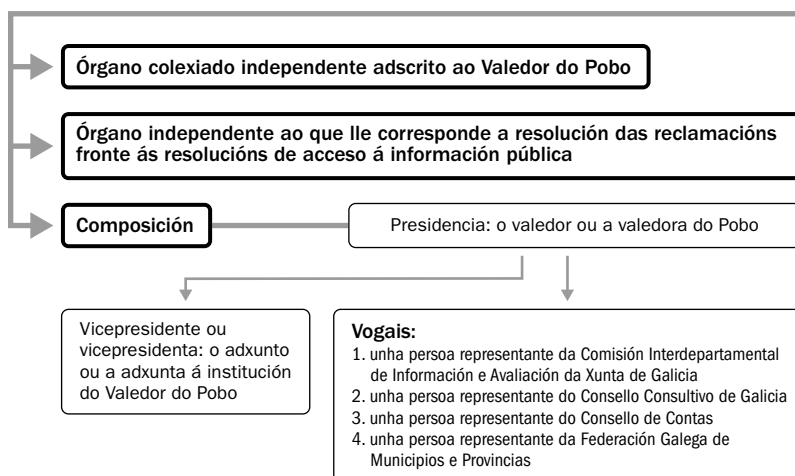 Órgano colexiado independente adscrito ao Valedor do Pobo
Órgano independente ao que lle corresponde a resolución das reclamacións
fronte ás resolucións de acceso á información pública
Composición
Presidencia: o valedor ou a valedora do Pobo
Vicepresidente ou
vicepresidenta: o adxunto
ou a adxunta á institución
do Valedor do Pobo
Vogais:
1. unha persoa representante da Comisión Interdepartamental
de Información e Avaliación da Xunta de Galicia
2. unha persoa representante do Consello Consultivo de Galicia
3. unha persoa representante do Consello de Contas
4. unha persoa representante da Federación Galega de
Municipios e Provincias